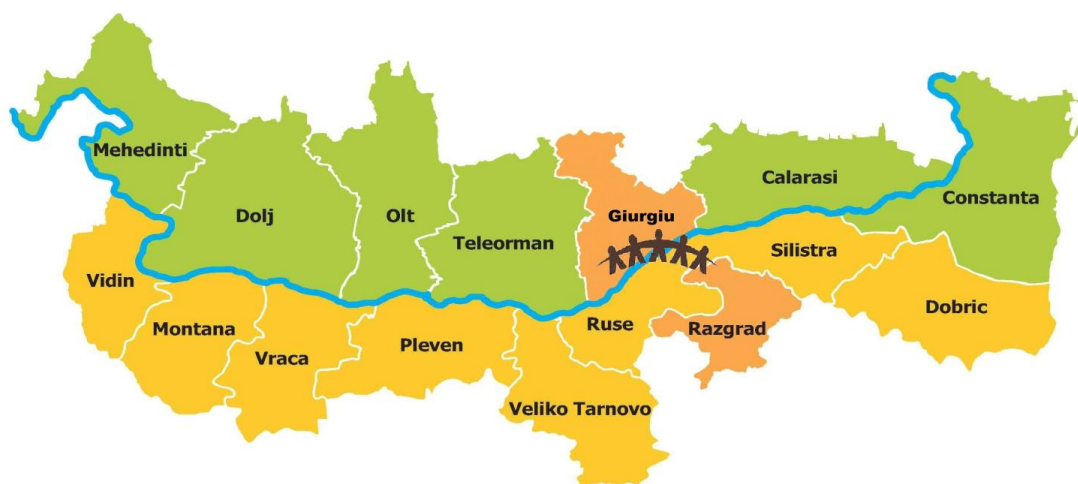 Mehedinti
Dolj
Olt
Teleorman
Giurgiu
Calarasi
Constanta
Vidin
Montana
Vraca
Pleven
Veliko Tarnovo
Ruse
Razgrad
Silistra
Dobric